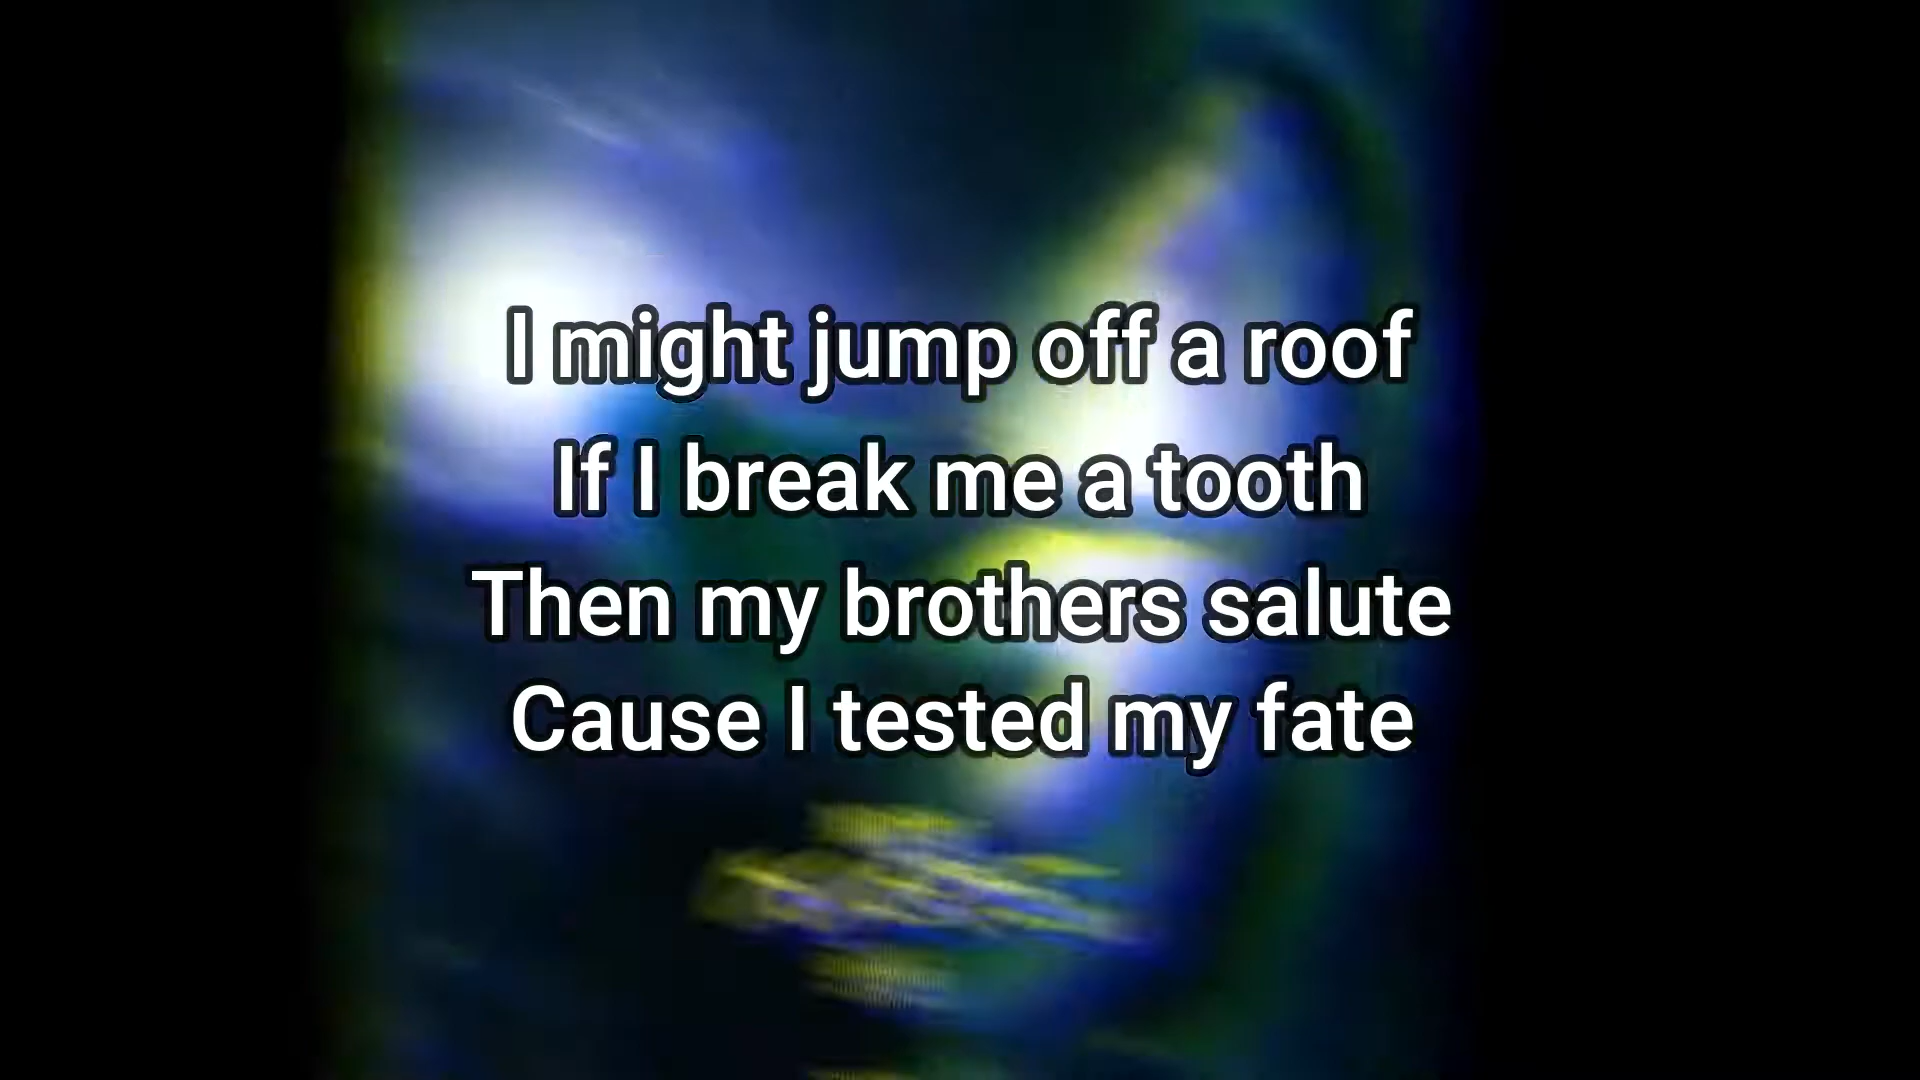 I might jump off a roof
If I break me a tooth
Then my brothers salute
Cause I tested my fate